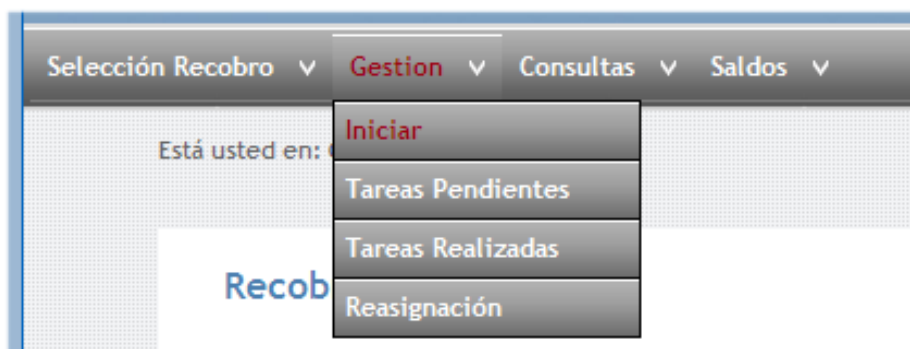 Selección Recobro Gestion Consultas Saldos
Iniciar
Está usted en:
Tareas Pendientes
Tareas Realizadas
Recob
Reasignación